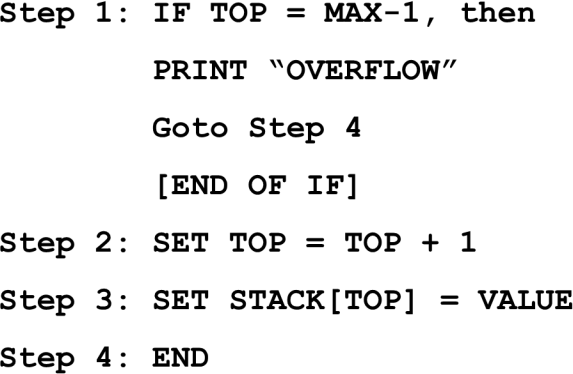 Step 1: IF TOP = MAX-1, then
PRINT “OVERFLOW”
Goto Step 4
[END OF IF]
Step 2: SET TOP = TOP + 1
Step 3: SET STACK[TOP] = VALUE
Step 4: END